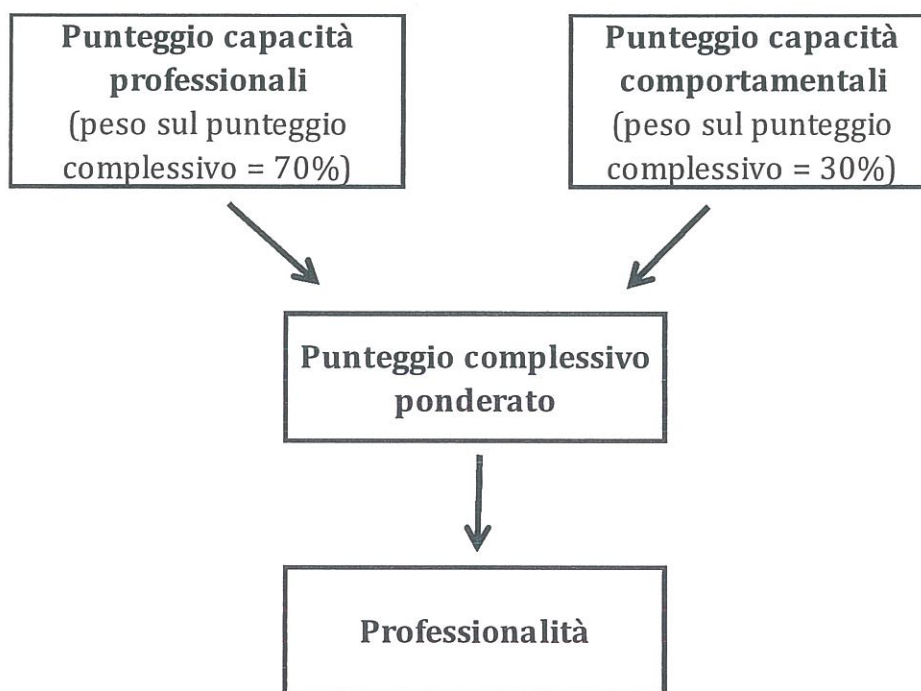 Punteggio capacità
professionali
(peso sul punteggio
complessivo = 70%)
Punteggio capacità
comportamentali
(peso sul punteggio
complessivo = 30%)
Punteggio complessivo
ponderato
Professionalità